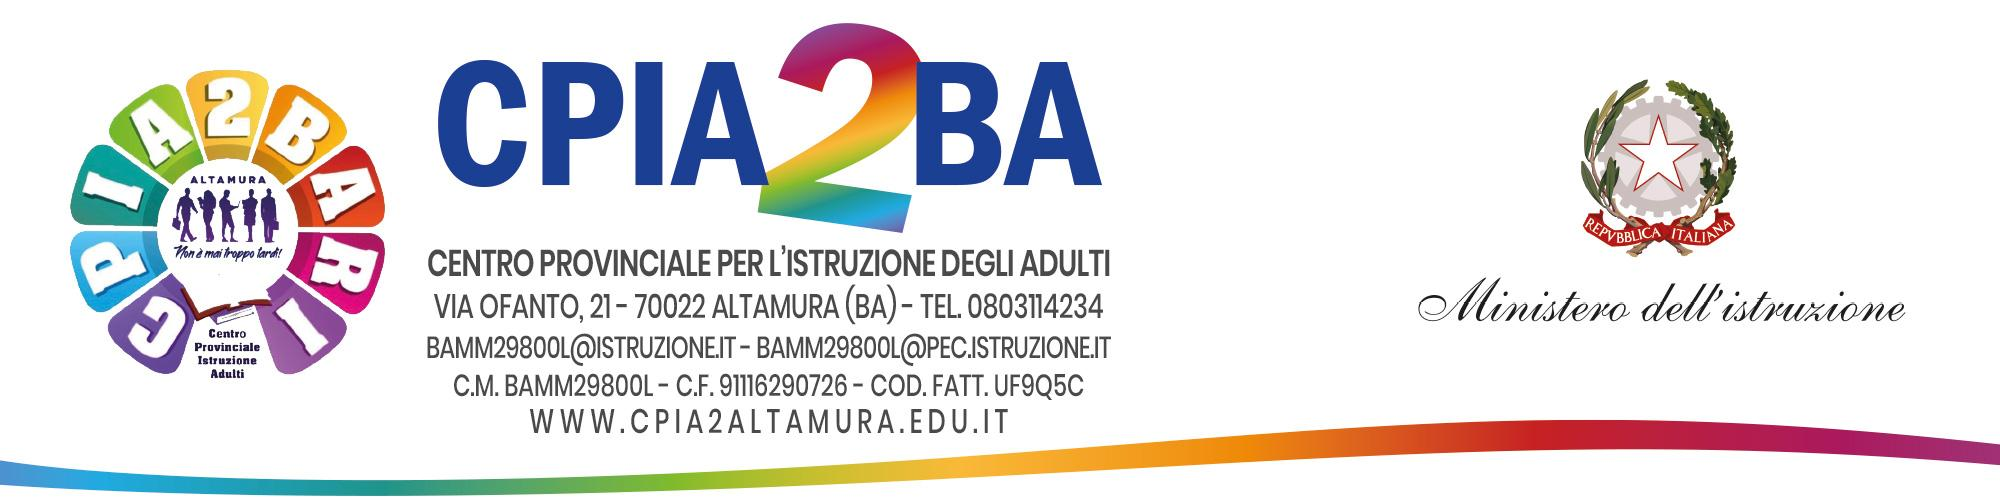 CPIA2BARI
ALTAMURA
Non è mai troppo tardi!
Centro
Provinciale
Istruzione
Adulti
CPIA2BA
CENTRO PROVINCIALE PER L'ISTRUZIONE DEGLI ADULTI
VIA OFANTO, 21 - 70022 ALTAMURA (BA) - TEL. 0803114234
BAMM29800L@ISTRUZIONE.IT - BAMM29800L@PEC.ISTRUZIONE.IT
C.M. BAMM29800L - C.F. 91116290726 - COD. FATT. UF9Q5C
WWW.CPIA2ALTAMURA.EDU.IT
REPVBBLICA ITALIANA
Ministero dell'istruzione